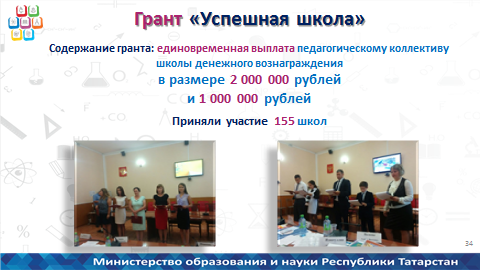 Грант «Успешная школа»
Содержание гранта: единовременная выплата педагогическому коллективу
школы денежного вознаграждения
в размере 2 000 000 рублей
и 1 000 000 рублей
Приняли участие 155 школ
34
Министерство образования и науки Республики Татарстан